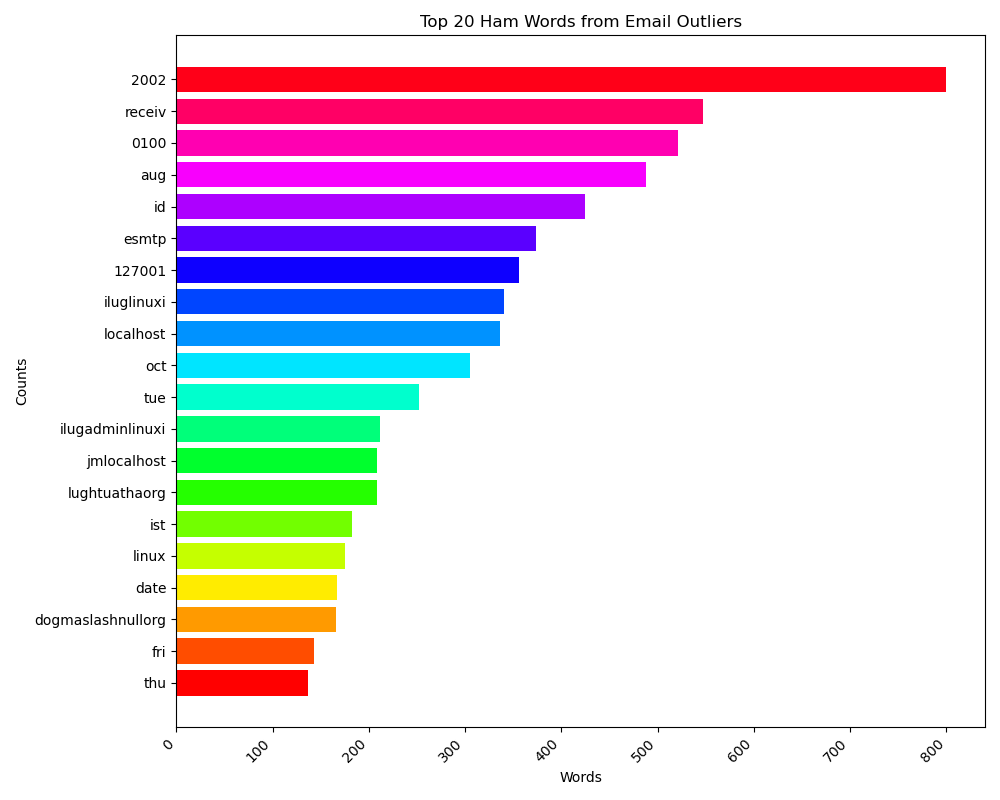 Top 20 Ham Words from Email Outliers
2002
receiv
0100
aug
id
esmtp
127001
iluglinuxi
localhost
oct
tue
ilugadminlinuxi
jmlocalhost
lughtuathaorg
ist
linux
date
dogmaslashnullorg
fri
thu
Counts
0 100 200 300 400 500 600 700 800
Words